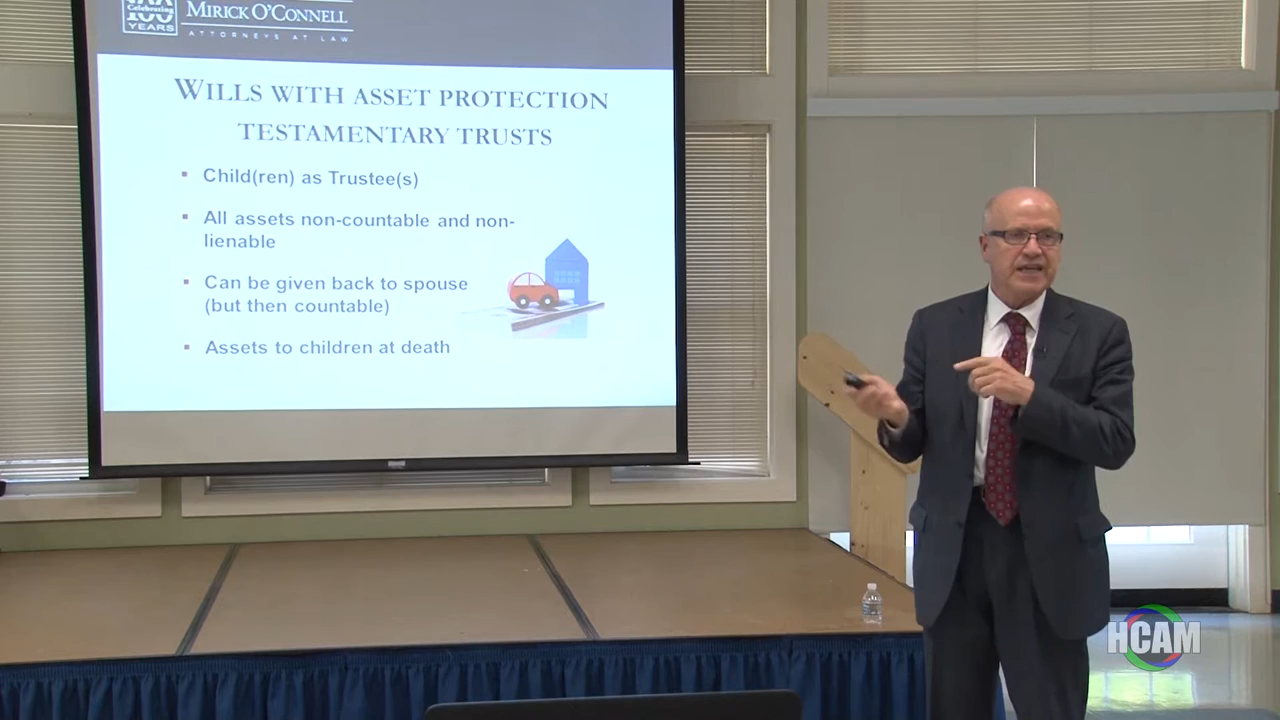 Celebrating
100
YEARS
MIRICK O'CONNELL
ATTORNEYS AT LAW
WILLS WITH ASSET PROTECTION
TESTAMENTARY TRUSTS
▪ Child(ren) as Trustee(s)
▪ All assets non-countable and non-
lienable
▪ Can be given back to spouse
(but then countable)
▪ Assets to children at death
HCAM